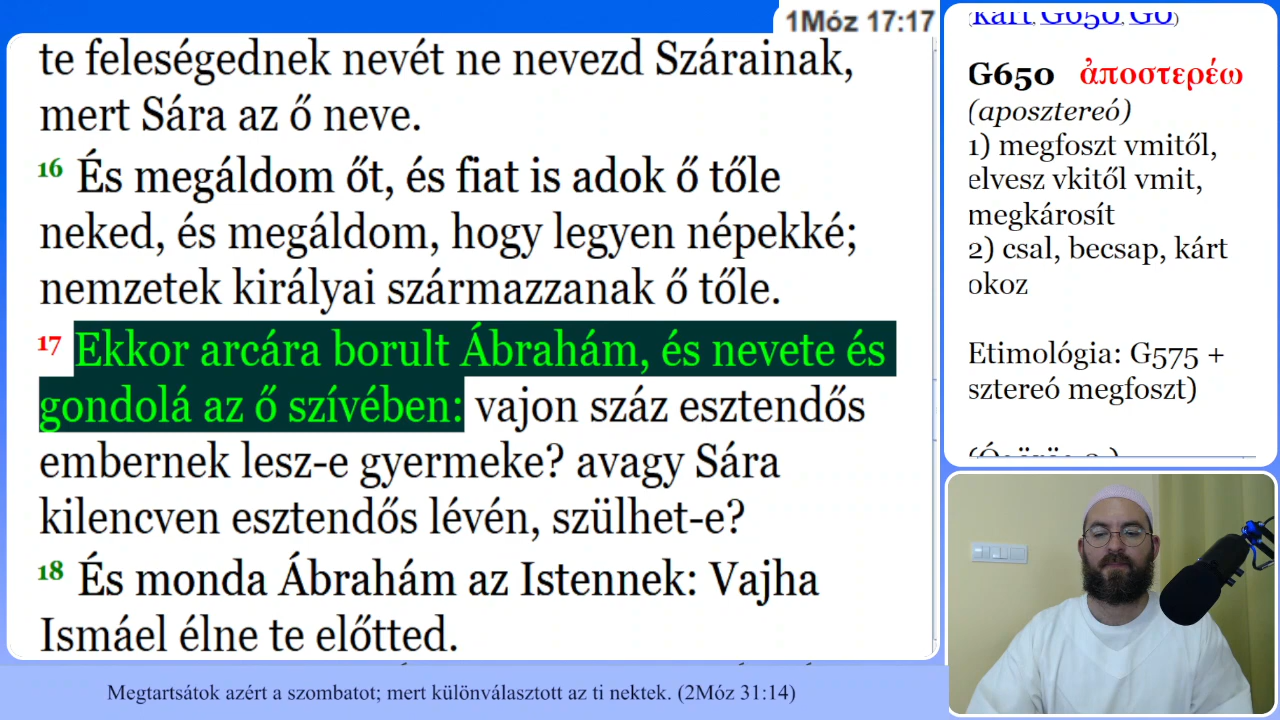 1Móz 17:17
te feleségednek nevét ne nevezd Szárainak,
mert Sára az ő neve.
16 És megáldom őt, és fiat is adok ő tőle
neked, és megáldom, hogy legyen népekké;
nemzetek királyai származzanak ő tőle.
17 Ekkor arcára borult Ábrahám, és nevete és
gondolá az ő szívében: vajon száz esztendős
embernek lesz-e gyermeke? avagy Sára
kilencven esztendős lévén, szülhet-e?
18 És monda Ábrahám az Istennek: Vajha
Ismáel élne te előtted.
G650 ἀποστερέω
(aposztereó)
1) megfoszt vmitől,
elvesz vkitől vmit,
megkárosít
2) csal, becsap, kárt
okoz
Etimológia: G575 +
sztereó megfoszt)
Megtartsátok azért a szombatot; mert különválasztott az ti nektek. (2Móz 31:14)